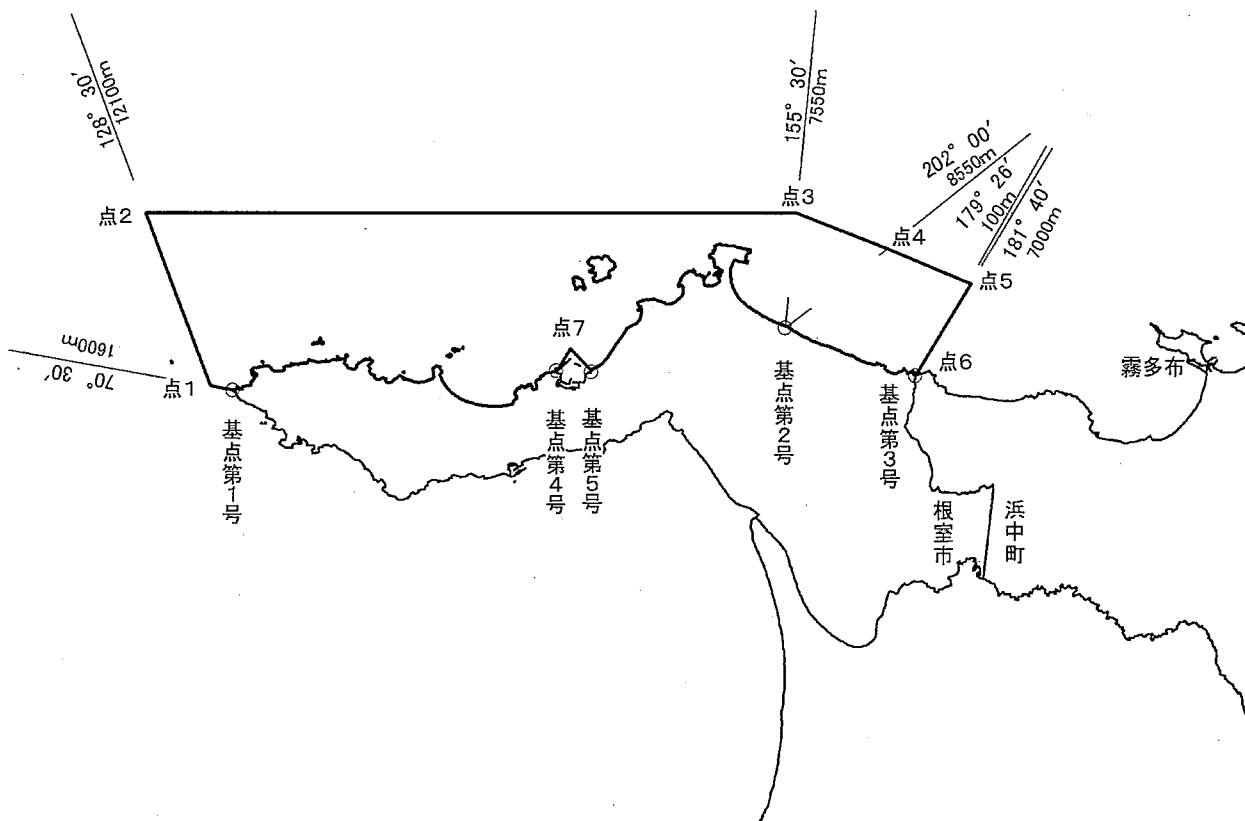 128° 30′
12100m
155° 30′
7550m
202° 00′
8550m
179° 26′
100m
181° 40′
7000m
点2
点3
点4
点5
点7
70° 30′
1600m
点1
点6
霧多布
基点第1号
基点第4号
基点第5号
基点第2号
基点第3号
根室市
浜中町